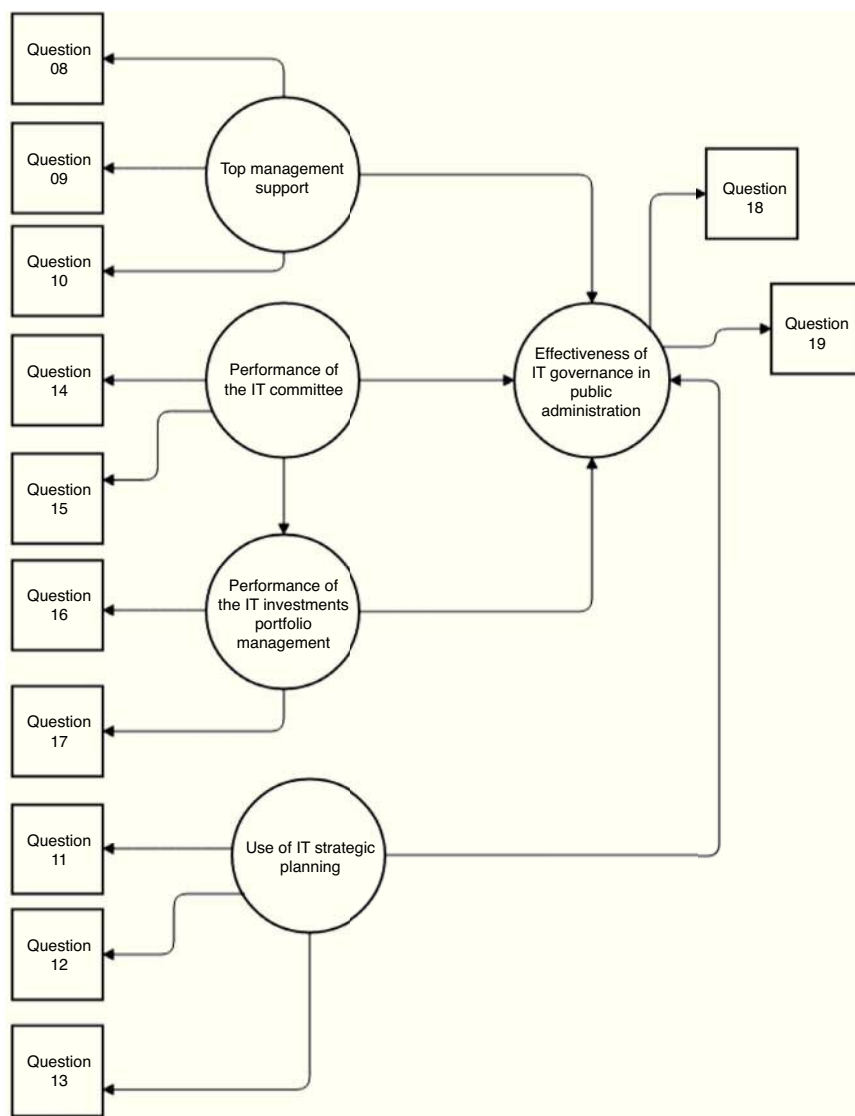 Question
08
Question
09
Question
10
Top management
support
Question
18
Question
19
Question
14
Performance of
the IT committee
Effectiveness of
IT governance in
public
administration
Question
15
Question
16
Performance of
the IT investments
portfolio
management
Question
17
Question
11
Use of IT strategic
planning
Question
12
Question
13